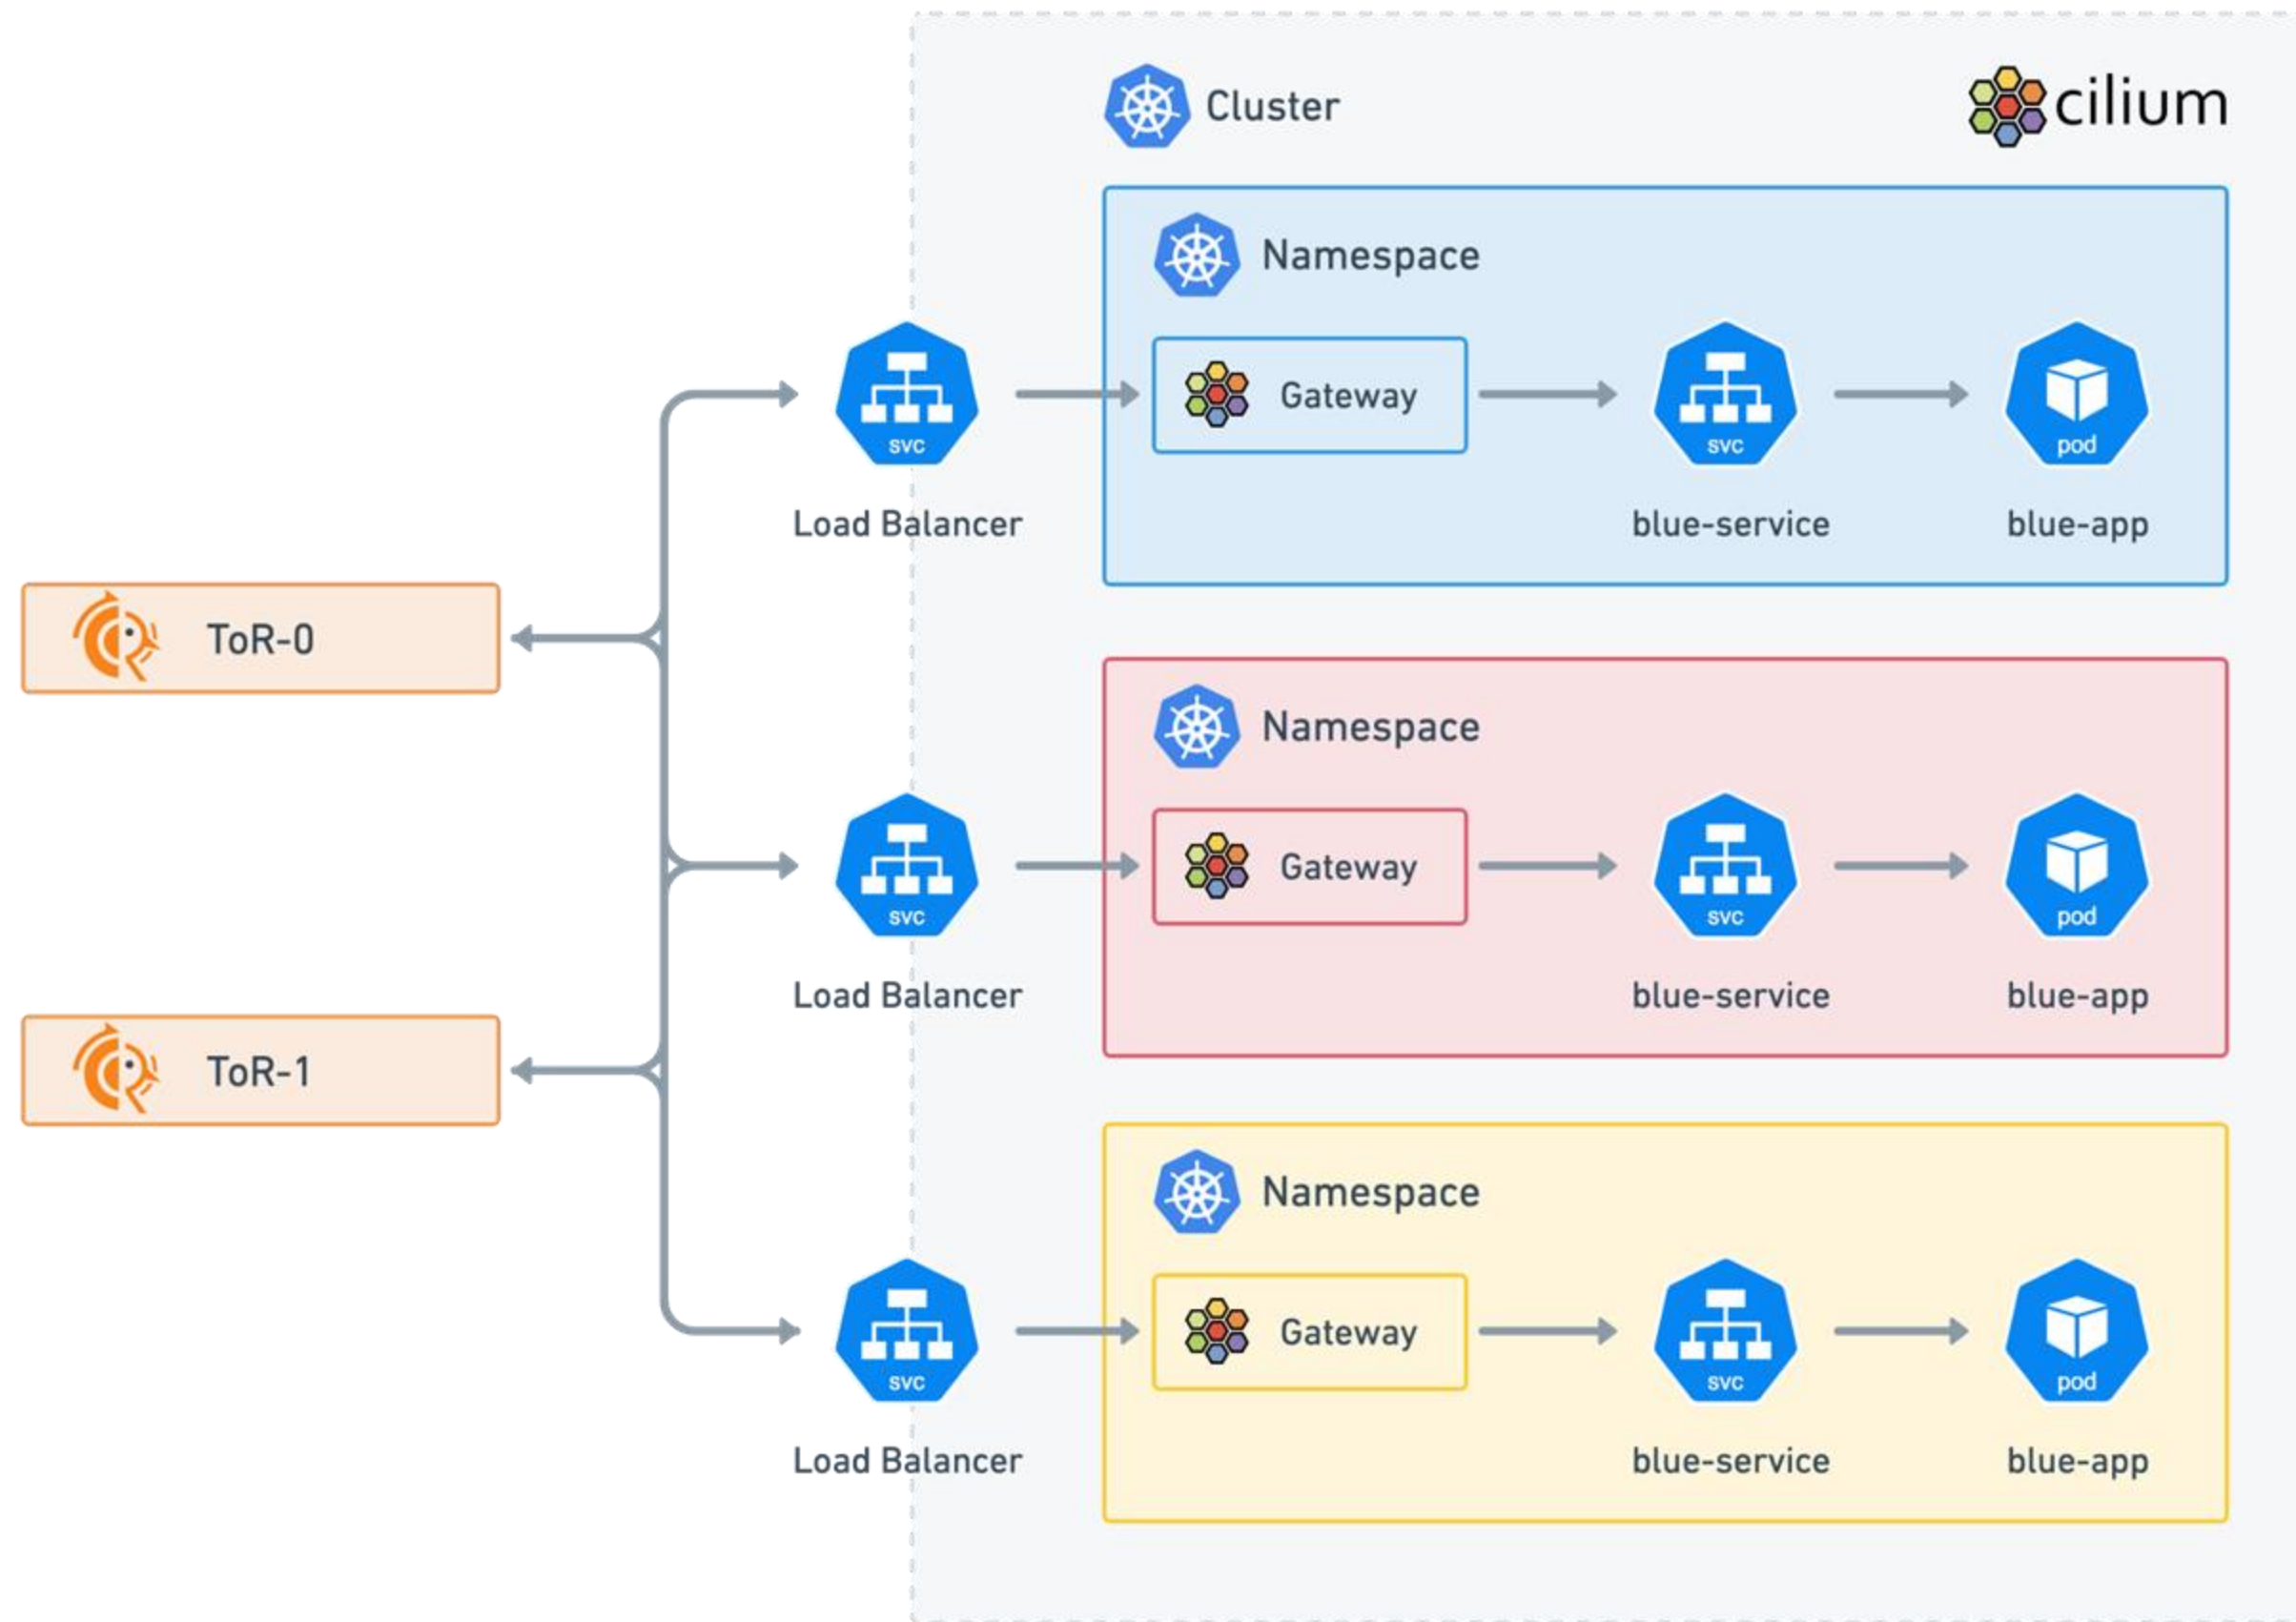 Cluster
cilium
Namespace
svc
Gateway
svc
pod
Load Balancer
blue-service
blue-app
ToR-0
Namespace
svc
Gateway
svc
pod
Load Balancer
blue-service
blue-app
ToR-1
Namespace
svc
Gateway
svc
pod
Load Balancer
blue-service
blue-app